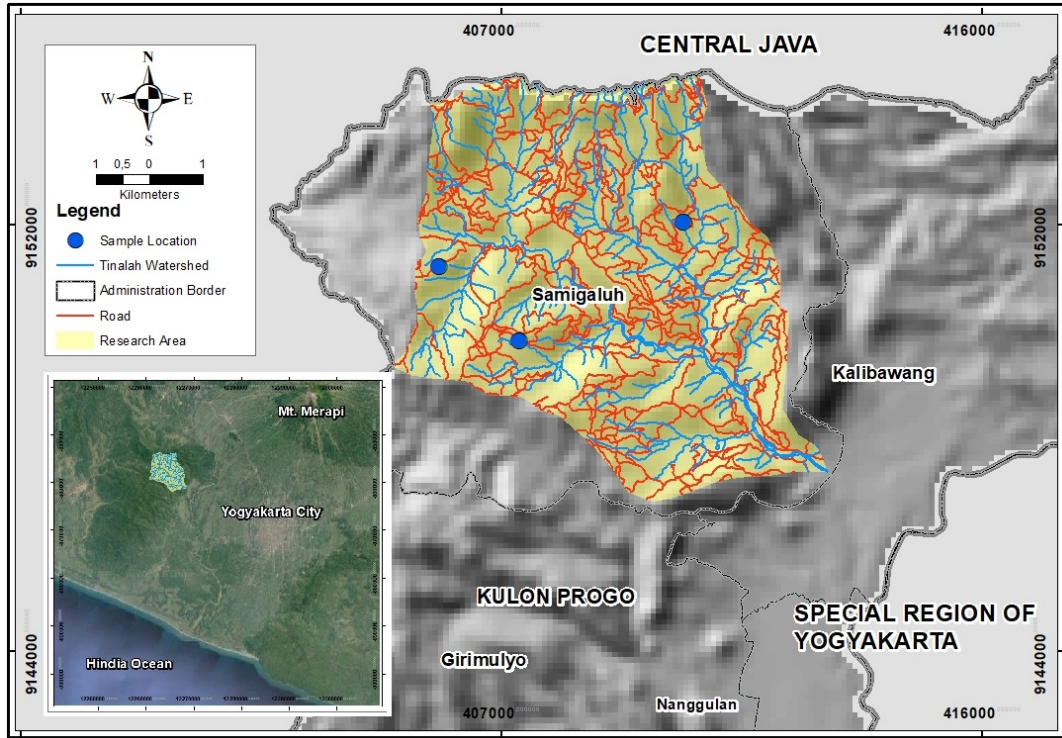 407000
416000
CENTRAL JAVA
N
W
E
S
1 0,5 0 1
Kilometers
Legend
Sample Location
Tinalah Watershed
Administration Border
Road
Research Area
9152000
9152000
Samigaluh
Kalibawang
Mt. Merapi
Yogyakarta City
Hindia Ocean
KULON PROGO
SPECIAL REGION OF
YOGYAKARTA
Girimulyo
Nanggulan
9144000
9144000
407000
416000